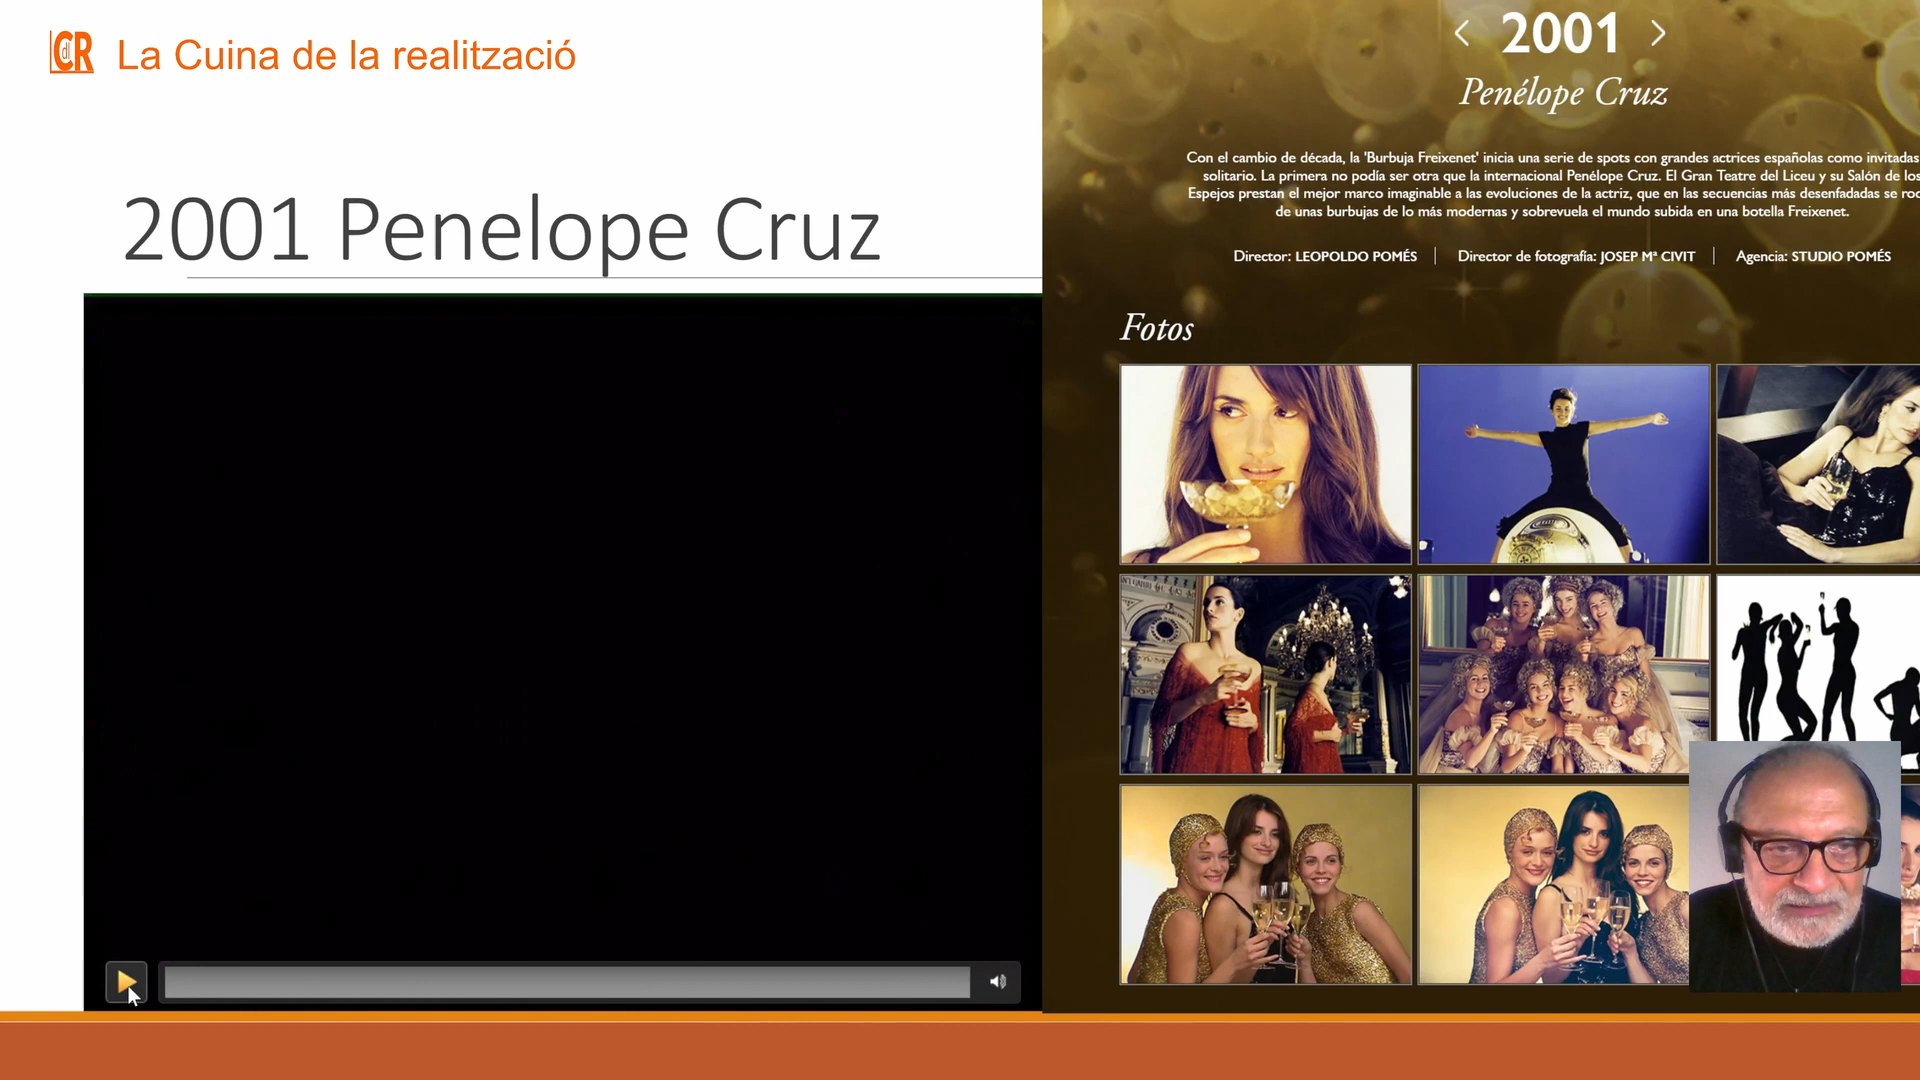 CdlR La Cuina de la realització
2001 Penelope Cruz
2001
Penélope Cruz
Con el cambio de década, la 'Burbuja Freixenet' inicia una serie de spots con grandes actrices españolas como invitadas
solitario. La primera no podía ser otra que la internacional Penélope Cruz. El Gran Teatre del Liceu y su Salón de los
Espejos prestan el mejor marco imaginable a las evoluciones de la actriz, que en las secuencias más desenfadadas se roc
de unas burbujas de lo más modernas y sobrevuela el mundo subida en una botella Freixenet.
Director: LEOPOLDO POMÉS
Director de fotografía: JOSEP Mª CIVIT
Agencia: STUDIO POMÉS
Fotos